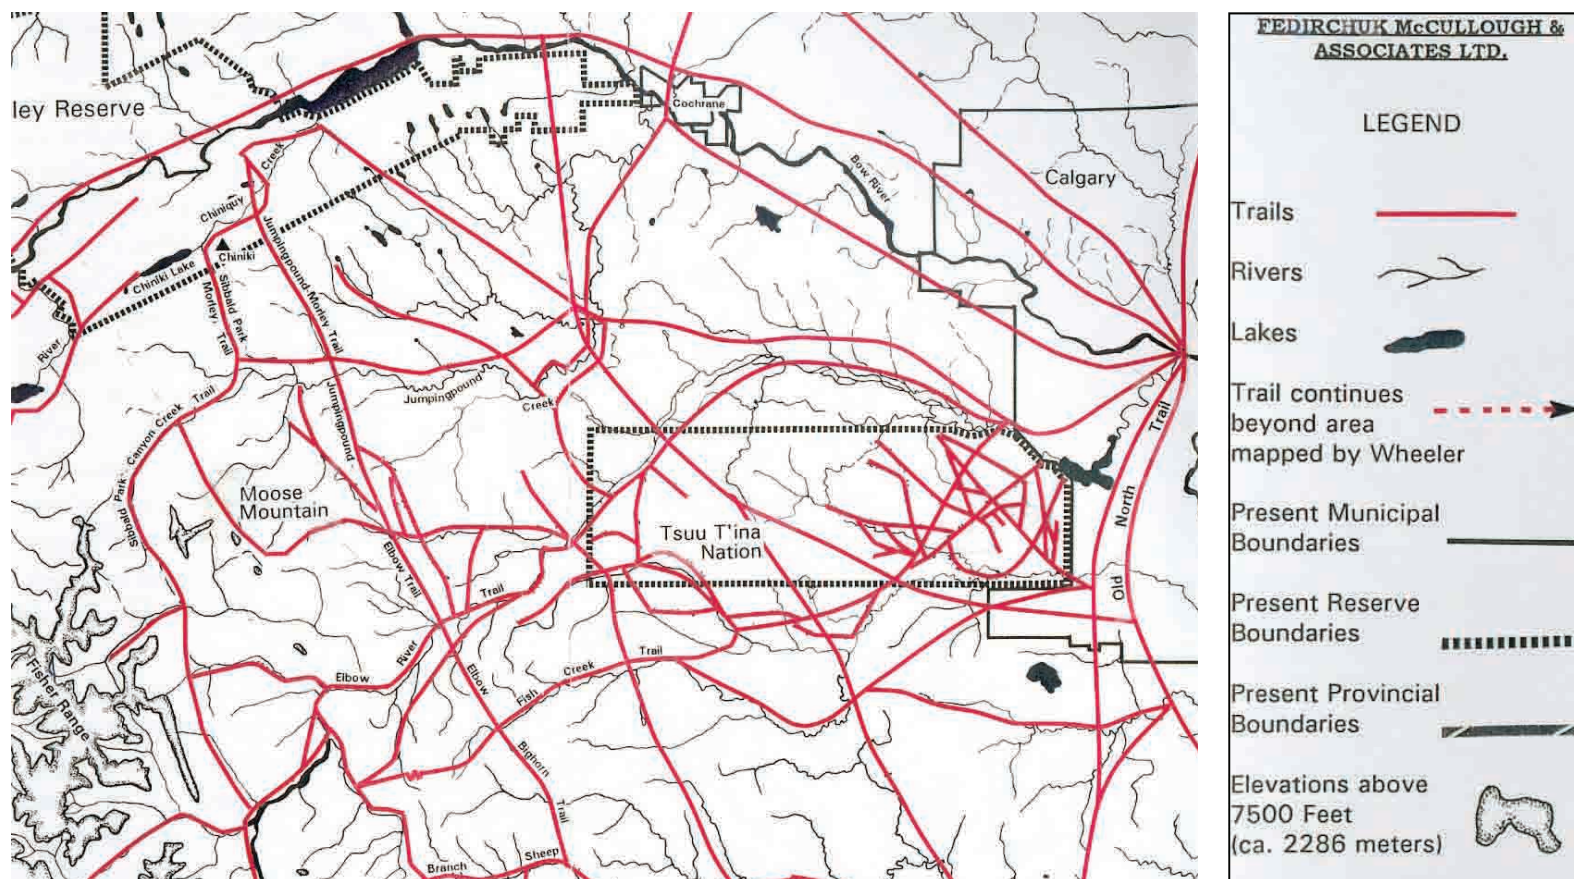 ley Reserve
Cochrane
Bow River
Calgary
Chiniquy
Creek
Chiniki
Chiniki Lake
River
Jumpingpound Morley Trail
Sibbald Park
Morley Trail
Jumpingpound
Creek
Jumpingpound
Sibbald Park Canyon Creek Trail
Moose
Mountain
Tsuu T'ina
Nation
Elbow Trail
Trail
River
Elbow
Elbow
Fish Creek Trail
Bighorn
Trail
Branch
Sheep
Fisher Range
Old North Trail
FEDIRCHUK McCULLOUGH &
ASSOCIATES LTD.
LEGEND
Trails
Rivers
Lakes
Trail continues
beyond area
mapped by Wheeler
Present Municipal
Boundaries
Present Reserve
Boundaries
Present Provincial
Boundaries
Elevations above
7500 Feet
(ca. 2286 meters)